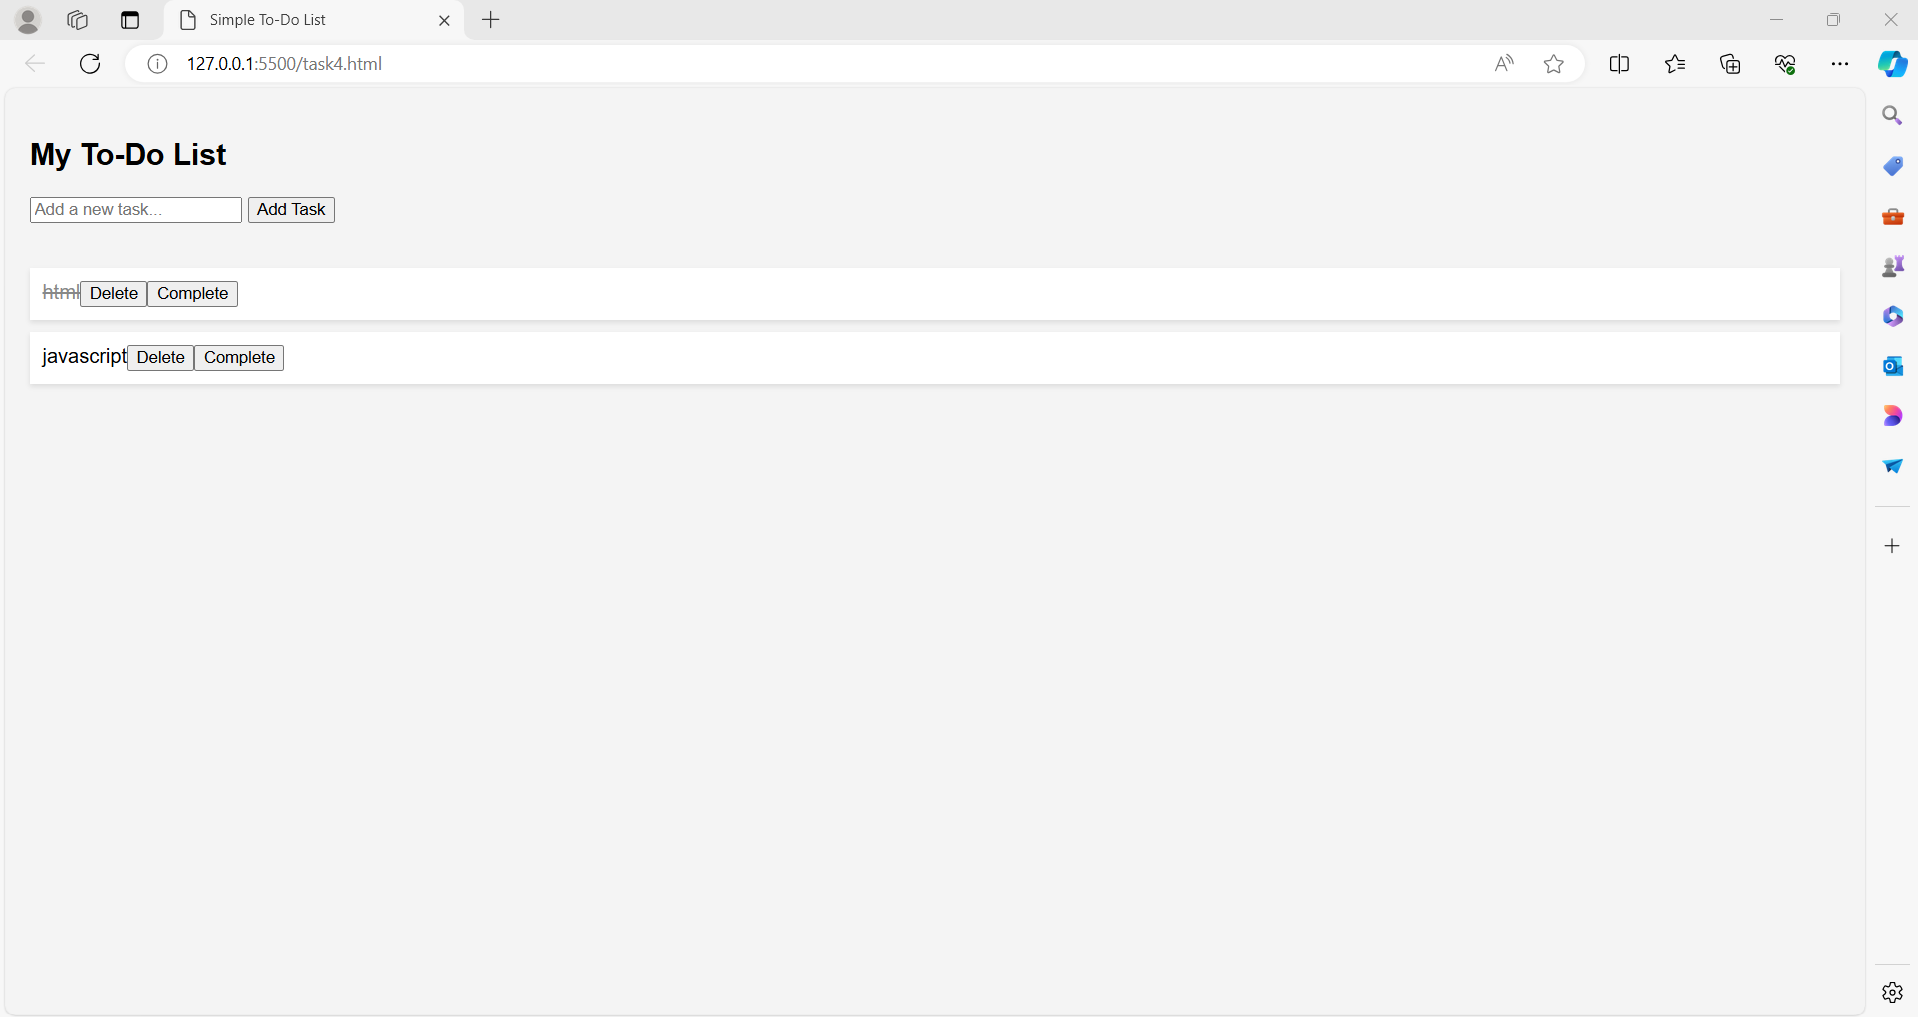 Simple To-Do List
127.0.0.1:5500/task4.html
My To-Do List
Add a new task... Add Task
html Delete Complete
javascript Delete Complete